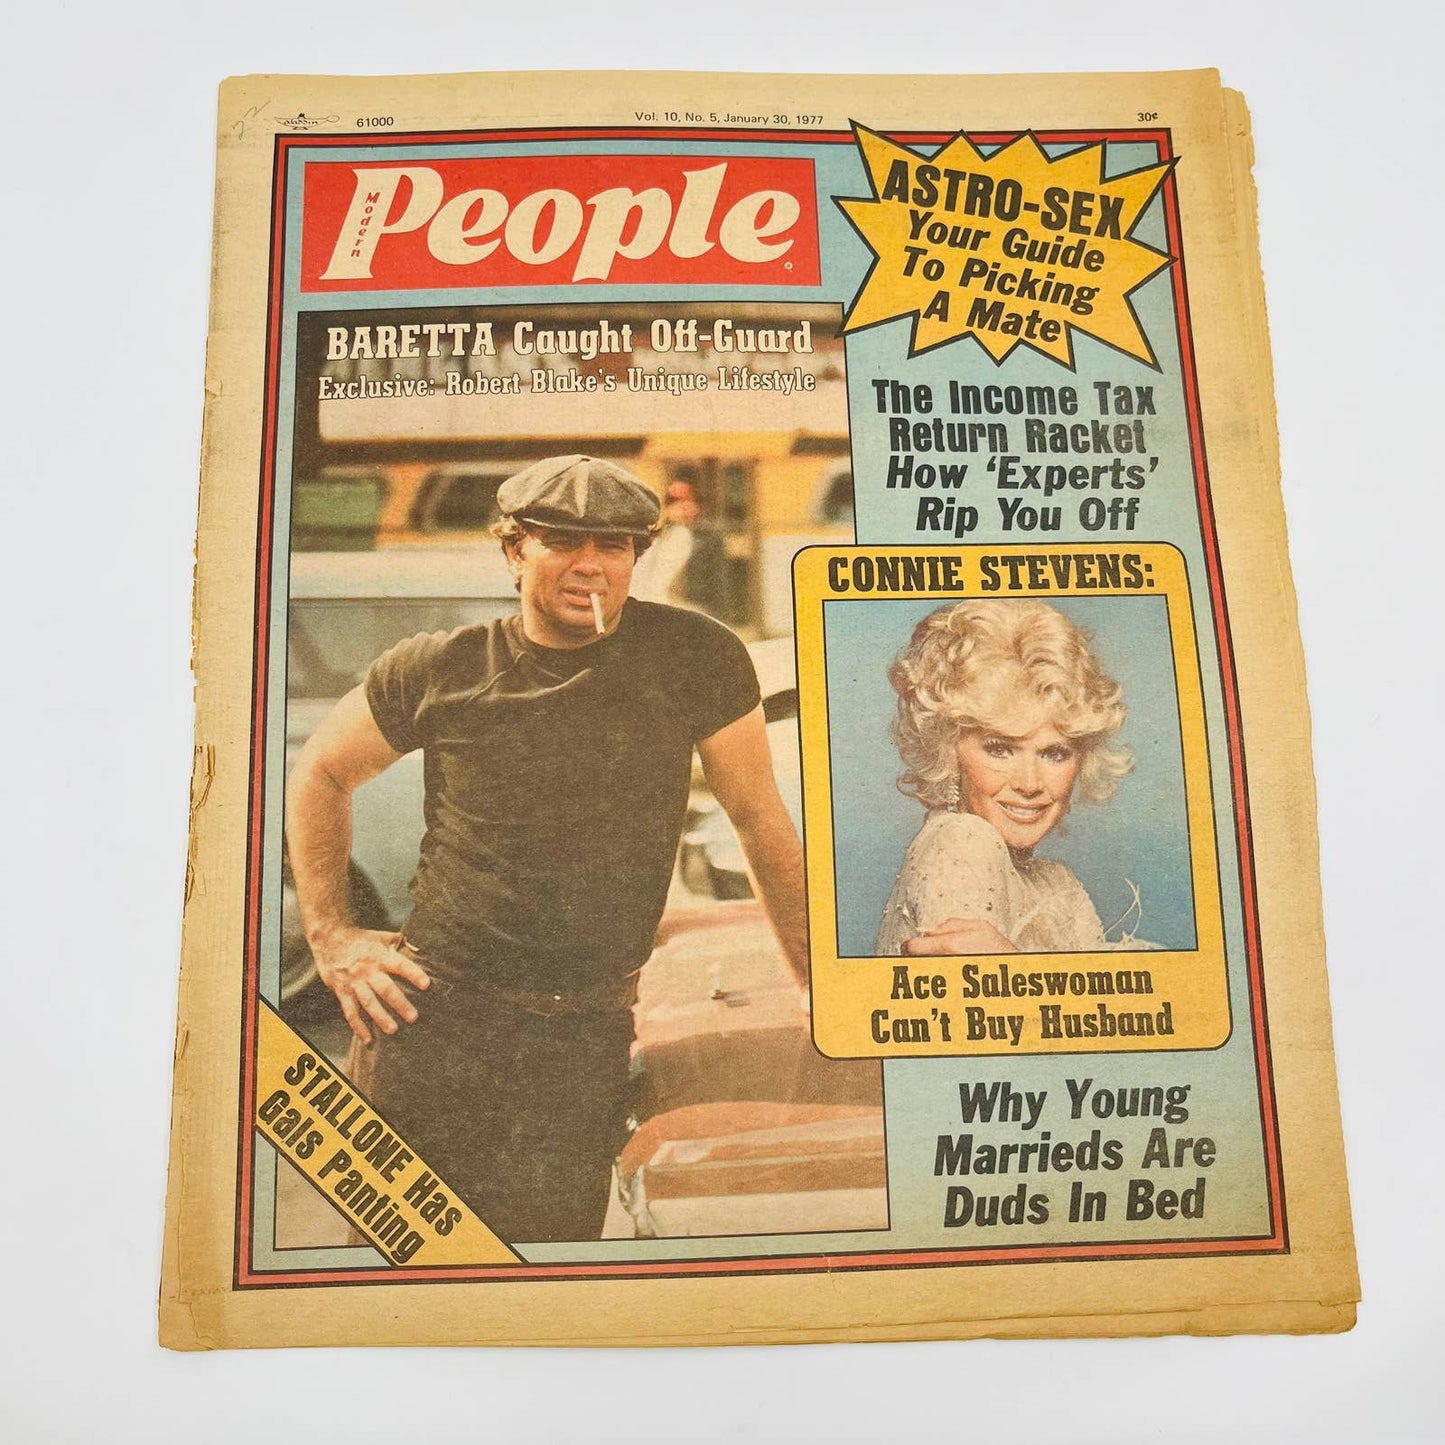 22
aladdin
61000
Vol. 10, No. 5, January 30, 1977
30¢
Modern
People
ASTRO-SEX
Your Guide
To Picking
A Mate
BARETTA Caught Off-Guard
Exclusive: Robert Blake's Unique Lifestyle
The Income Tax
Return Racket
How 'Experts'
Rip You Off
CONNIE STEVENS:
Ace Saleswoman
Can't Buy Husband
STALLONE Has
Gals Panting
Why Young
Marrieds Are
Duds In Bed